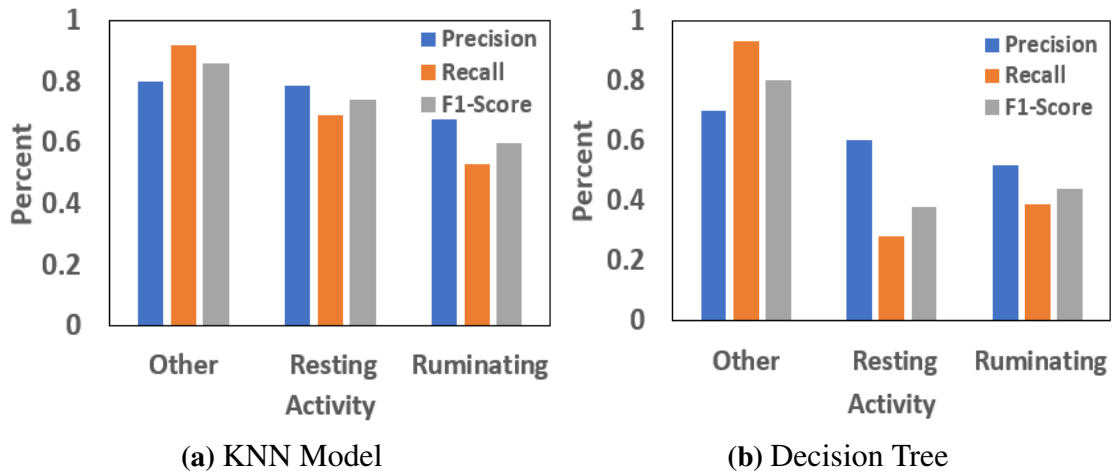 1
0.8
0.6
0.4
0.2
0
Percent
Precision
Recall
F1-Score
Other
Resting
Ruminating
Activity
(a) KNN Model
1
0.8
0.6
0.4
0.2
0
Percent
Precision
Recall
F1-Score
Other
Resting
Ruminating
Activity
(b) Decision Tree